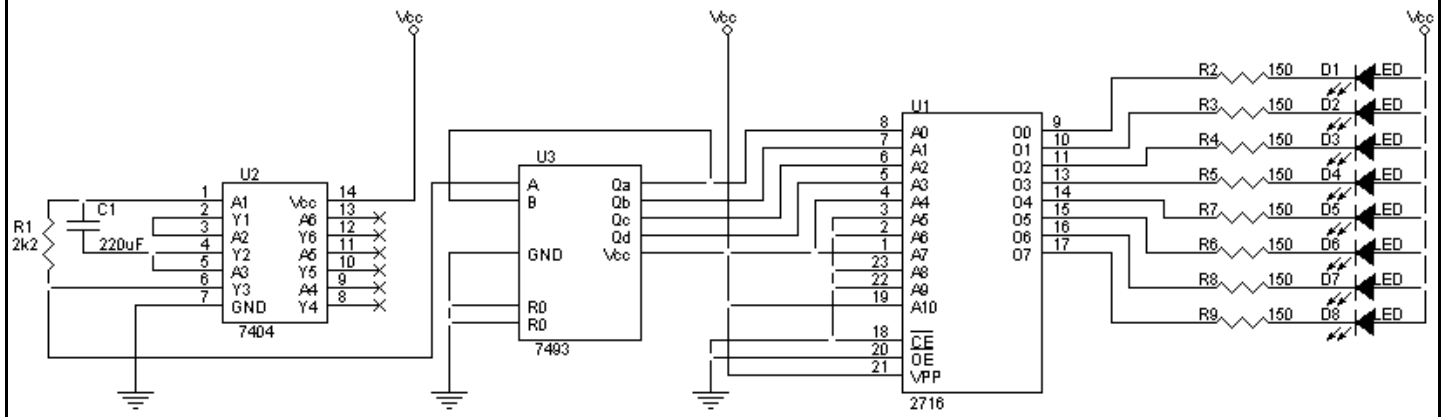 Vcc
Vcc
Vcc
R2 150 D1 LED
R3 150 D2 LED
R4 150 D3 LED
R5 150 D4 LED
R7 150 D5 LED
R6 150 D6 LED
R8 150 D7 LED
R9 150 D8 LED
U1
8 A0 O0 9
7 A1 O1 10
6 A2 O2 11
5 A3 O3 13
4 A4 O4 14
3 A5 O5 15
2 A6 O6 16
1 A7 O7 17
23 A8
22 A9
19 A10
18 CE
20 OE
21 VPP
2716
U3
A Qa
B Qb
Qc
Qd
GND Vcc
R0
R0
7493
U2
1 A1 Vcc 14
2 Y1 A6 13
3 A2 Y6 12
4 Y2 A5 11
5 A3 Y5 10
6 Y3 A4 9
7 GND Y4 8
7404
C1
220uF
R1
2k2